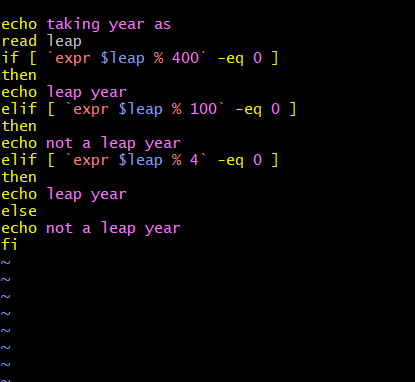 echo taking year as
read leap
if [ `expr $leap % 400` -eq 0 ]
then
echo leap year
elif [ `expr $leap % 100` -eq 0 ]
then
echo not a leap year
elif [ `expr $leap % 4` -eq 0 ]
then
echo leap year
else
echo not a leap year
fi
~
~
~
~
~
~
~
~